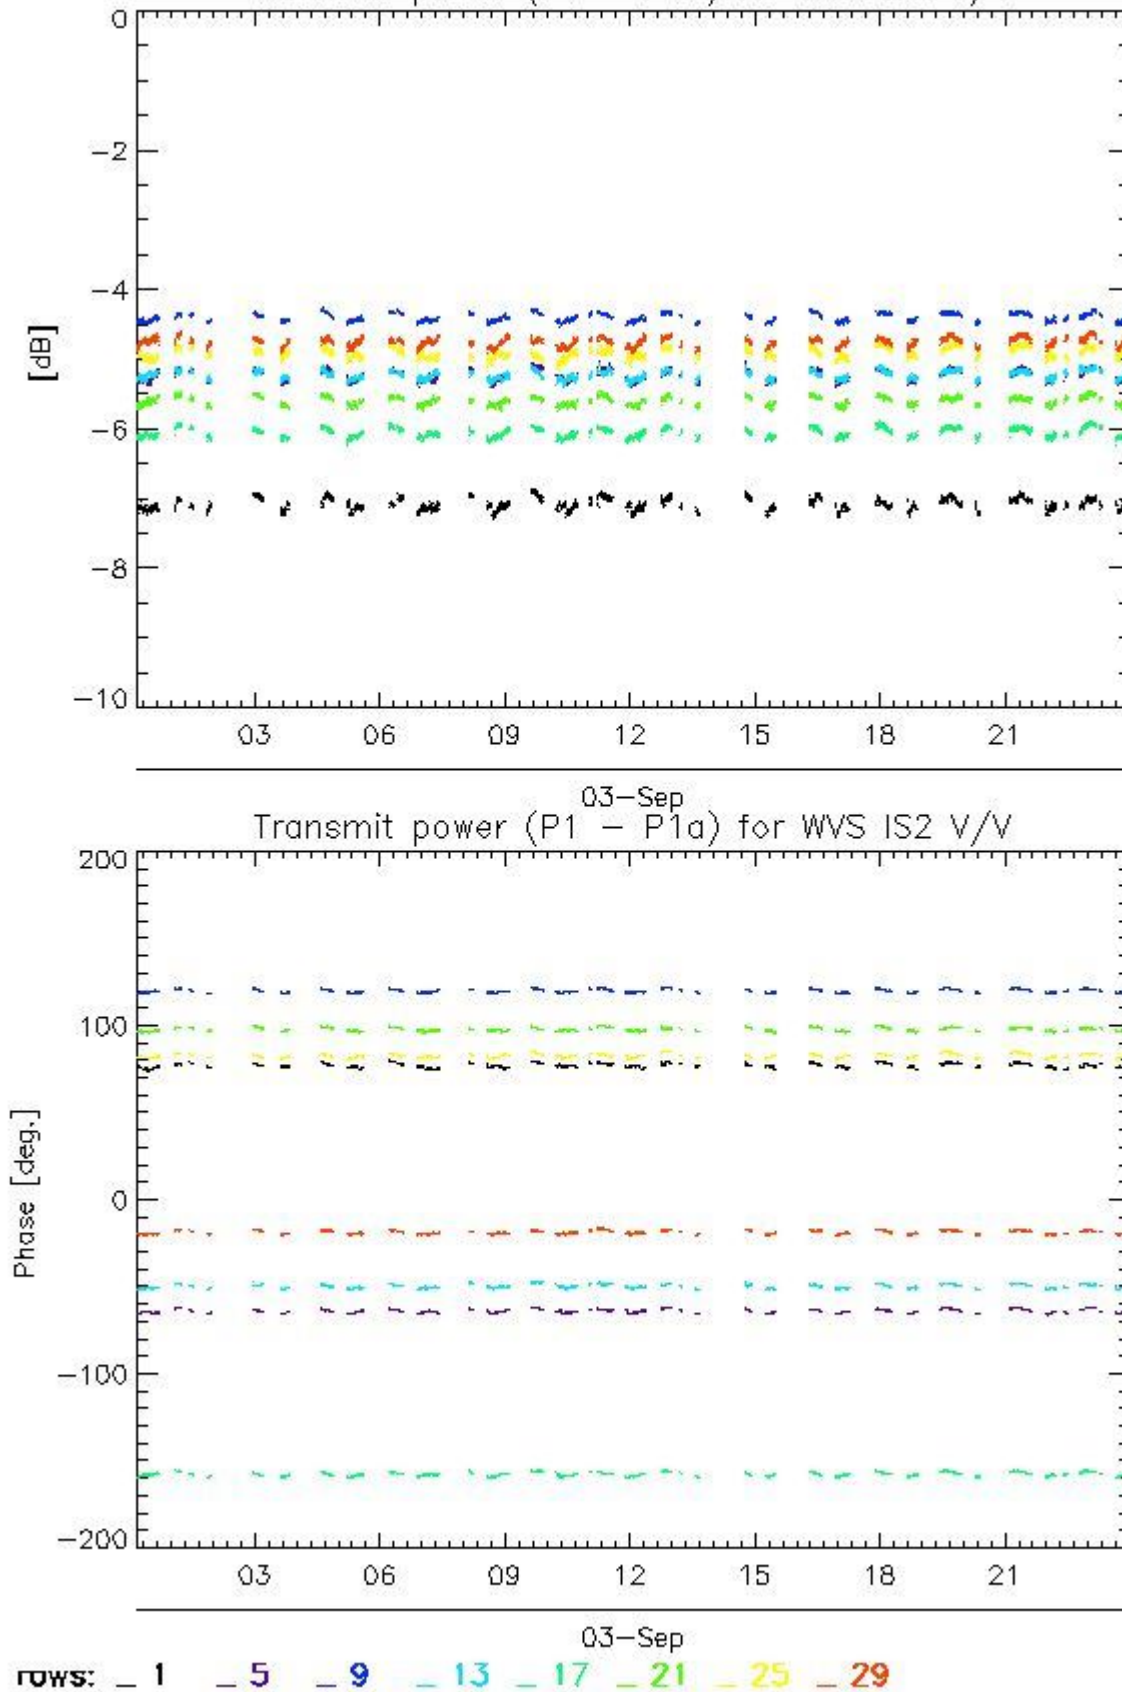 0
-2
-4
[dB]
-6
-8
-10
03 06 09 12 15 18 21
03-Sep
Transmit power (P1 - P1a) for WVS IS2 V/V
200
100
0
Phase [deg.]
-100
-200
03 06 09 12 15 18 21
03-Sep
rows: _ 1 _ 5 _ 9 _ 13 _ 17 _ 21 _ 25 _ 29